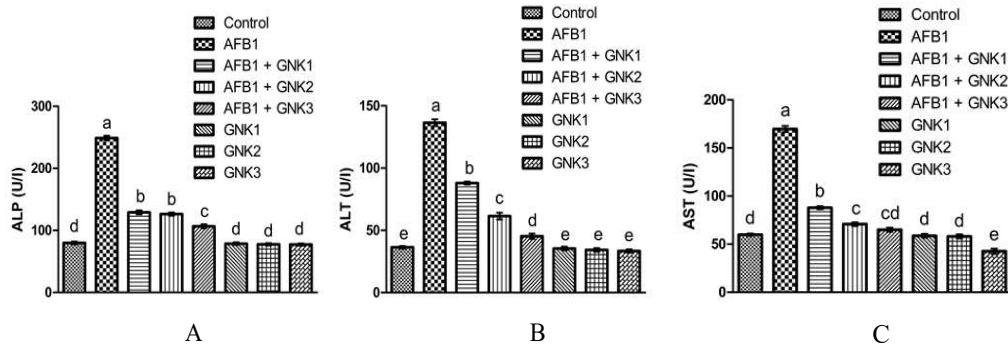 Control
AFB1
AFB1 + GNK1
AFB1 + GNK2
AFB1 + GNK3
GNK1
GNK2
GNK3
ALP (U/l)
300
200
100
0
d
a
b
b
c
d
d
d
A
Control
AFB1
AFB1 + GNK1
AFB1 + GNK2
AFB1 + GNK3
GNK1
GNK2
GNK3
ALT (U/l)
150
100
50
0
e
a
b
c
d
e
e
e
B
Control
AFB1
AFB1 + GNK1
AFB1 + GNK2
AFB1 + GNK3
GNK1
GNK2
GNK3
AST (U/l)
200
150
100
50
0
d
a
b
c
cd
d
d
e
C